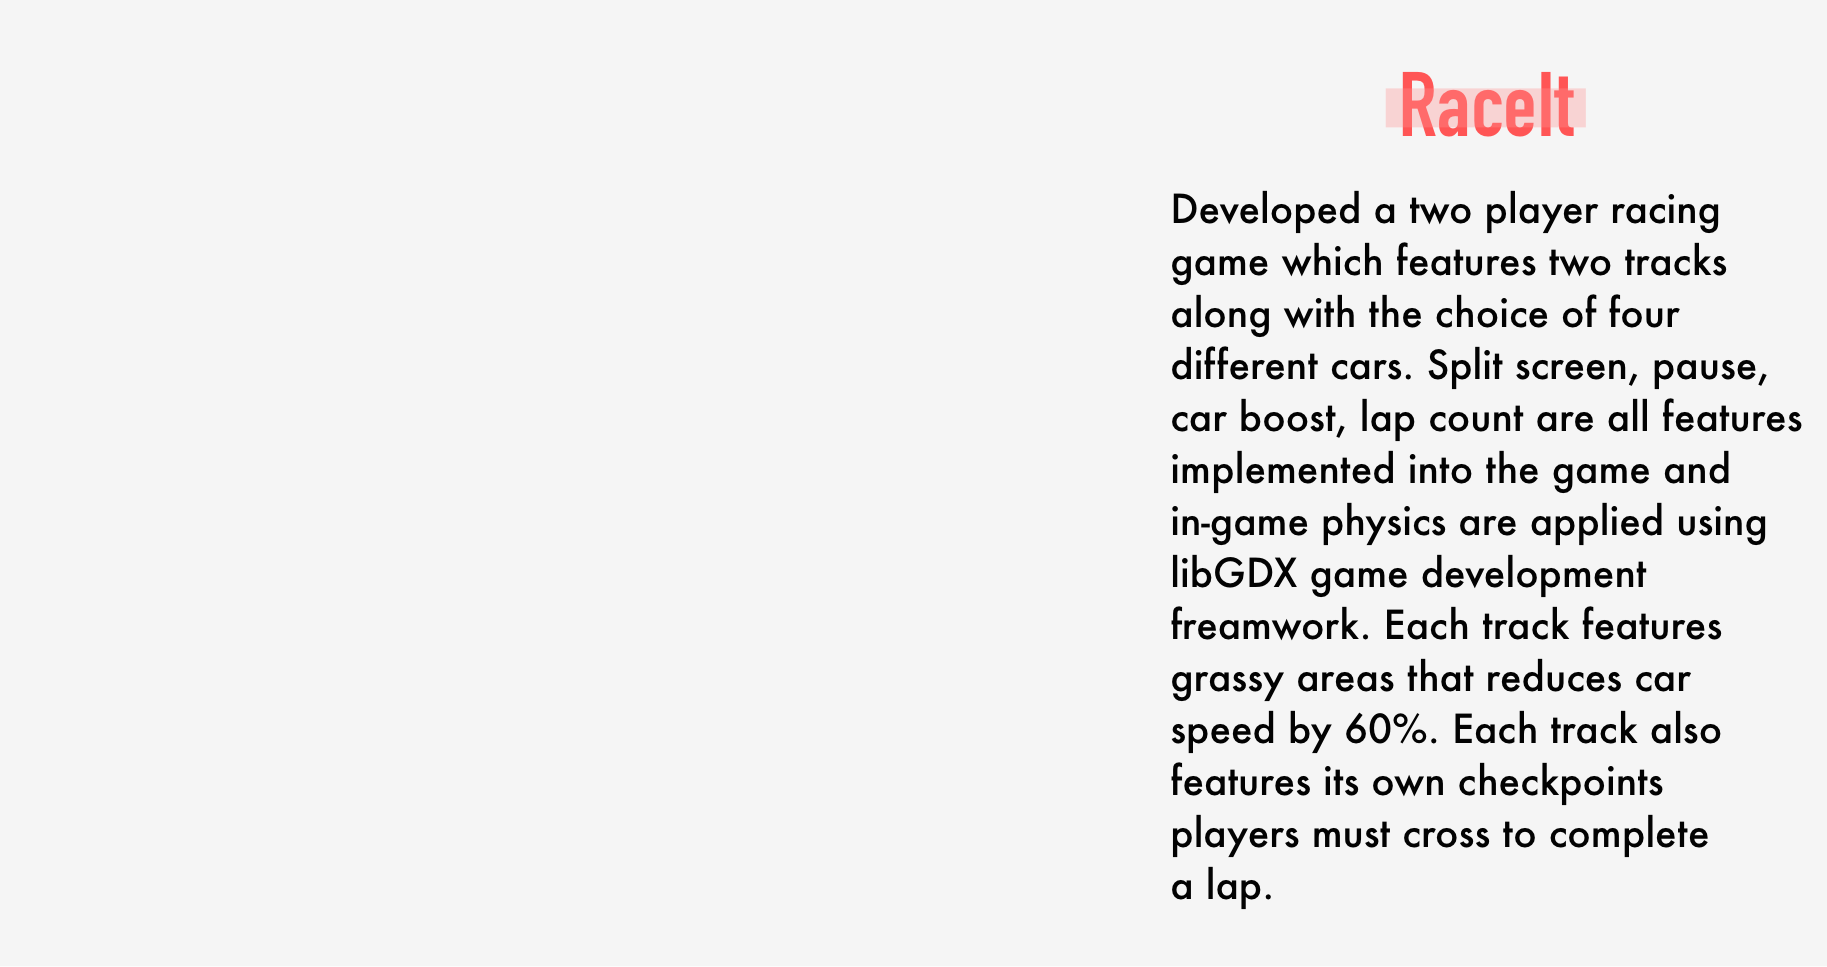 RaceIt
Developed a two player racing
game which features two tracks
along with the choice of four
different cars. Split screen, pause,
car boost, lap count are all features
implemented into the game and
in-game physics are applied using
libGDX game development
freamwork. Each track features
grassy areas that reduces car
speed by 60%. Each track also
features its own checkpoints
players must cross to complete
a lap.